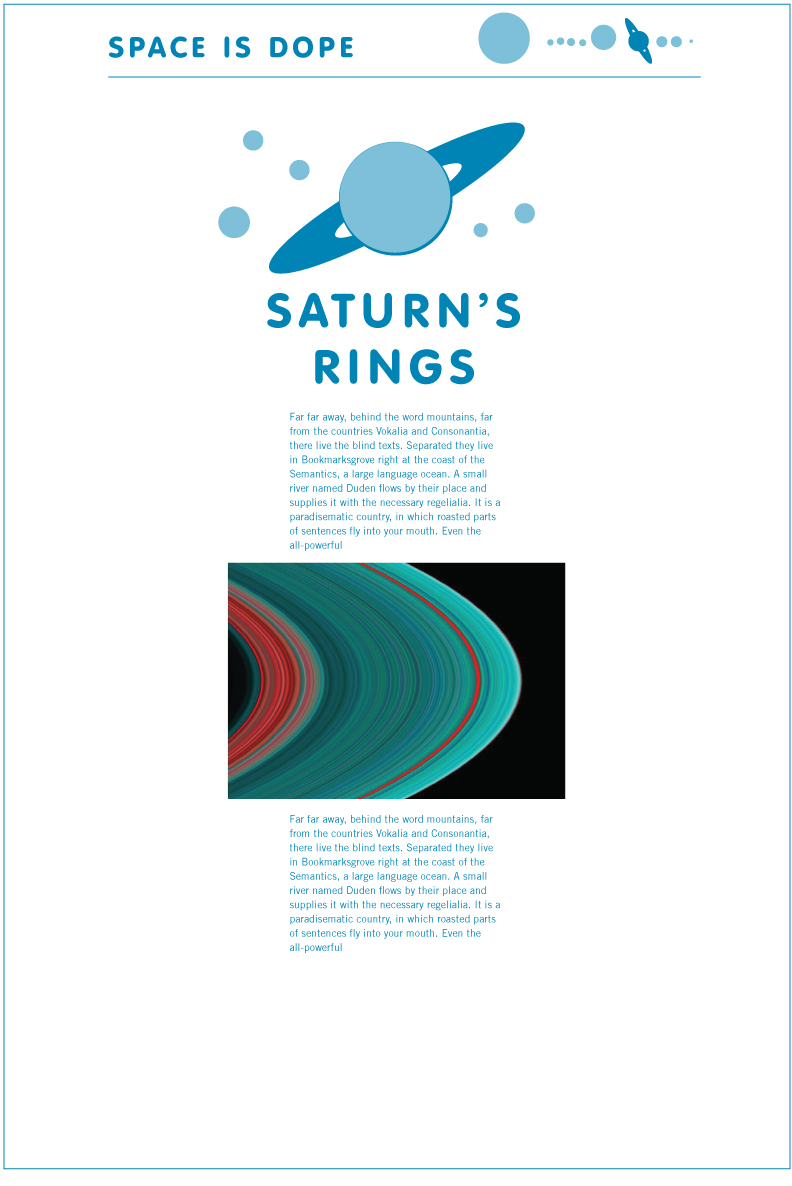 SPACE IS DOPE
SATURN'S
RINGS
Far far away, behind the word mountains, far
from the countries Vokalia and Consonantia,
there live the blind texts. Separated they live
in Bookmarksgrove right at the coast of the
Semantics, a large language ocean. A small
river named Duden flows by their place and
supplies it with the necessary regelialia. It is a
paradisematic country, in which roasted parts
of sentences fly into your mouth. Even the
all-powerful
Far far away, behind the word mountains, far
from the countries Vokalia and Consonantia,
there live the blind texts. Separated they live
in Bookmarksgrove right at the coast of the
Semantics, a large language ocean. A small
river named Duden flows by their place and
supplies it with the necessary regelialia. It is a
paradisematic country, in which roasted parts
of sentences fly into your mouth. Even the
all-powerful